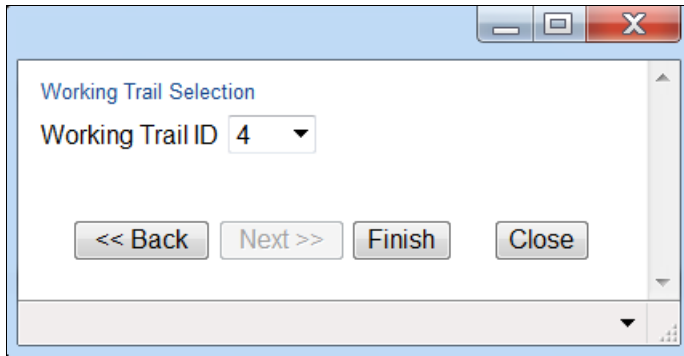 Working Trail Selection
Working Trail ID 4
<< Back Next >> Finish Close